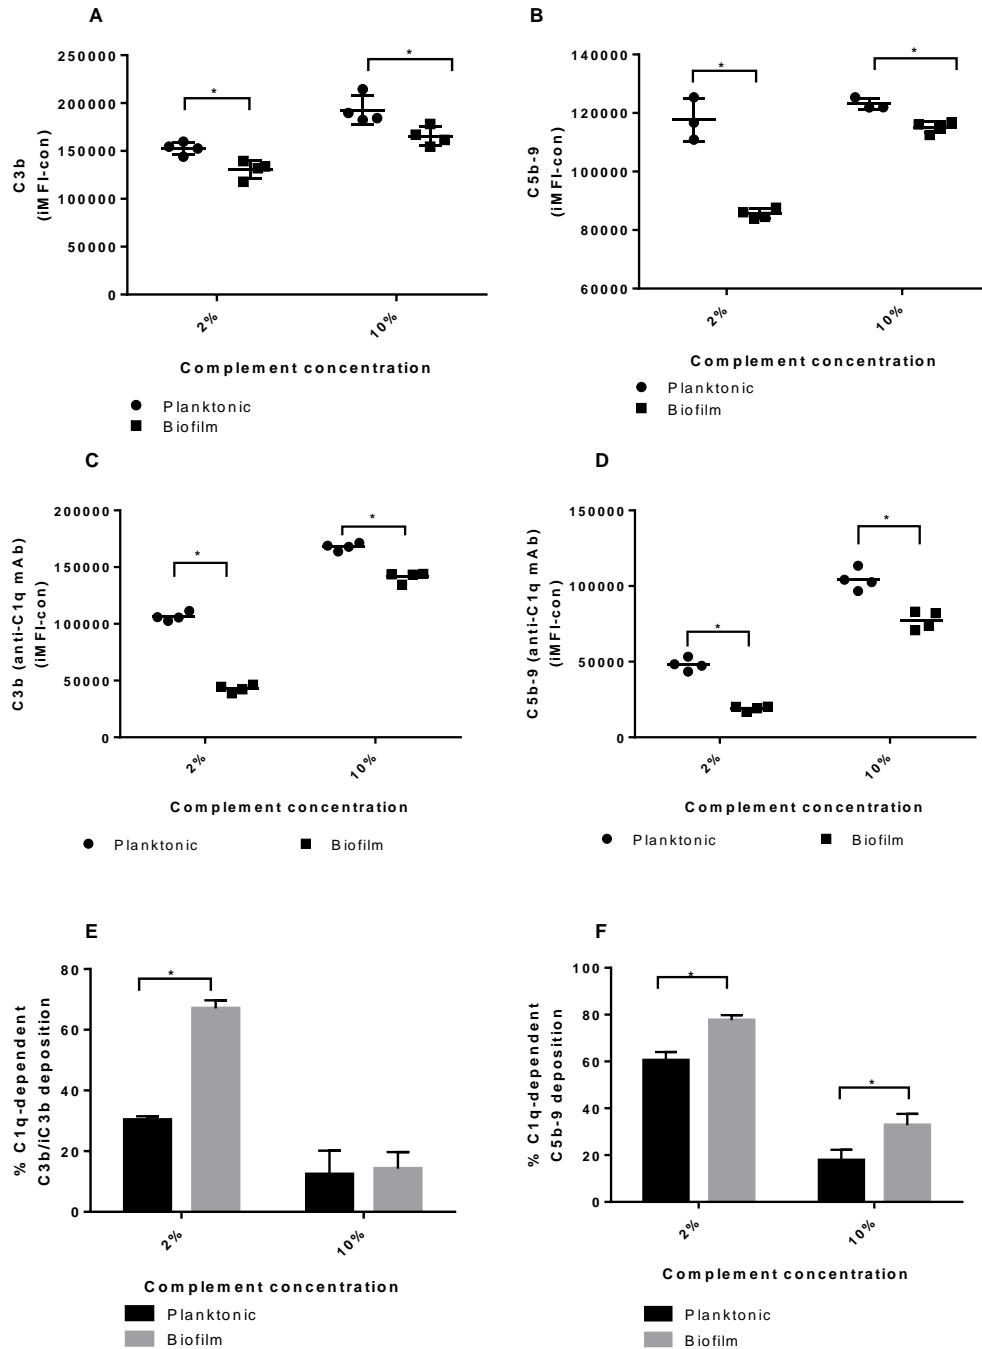 A
C3b
(iMFI-con)
250000
200000
150000
100000
50000
0
*
*
2%
10%
Complement concentration
Planktonic
Biofilm
B
C5b-9
(iMFI-con)
140000
120000
100000
80000
60000
*
*
2%
10%
Complement concentration
Planktonic
Biofilm
C
C3b (anti-C1q mAb)
(iMFI-con)
200000
150000
100000
50000
0
*
*
2%
10%
Complement concentration
Planktonic
Biofilm
D
C5b-9 (anti-C1q mAb)
(iMFI-con)
150000
100000
50000
0
*
*
2%
10%
Complement concentration
Planktonic
Biofilm
E
% C1q-dependent
C3b/iC3b deposition
80
60
40
20
0
*
2%
10%
Complement concentration
Planktonic
Biofilm
F
% C1q-dependent
C5b-9 deposition
100
80
60
40
20
0
*
*
2%
10%
Complement concentration
Planktonic
Biofilm